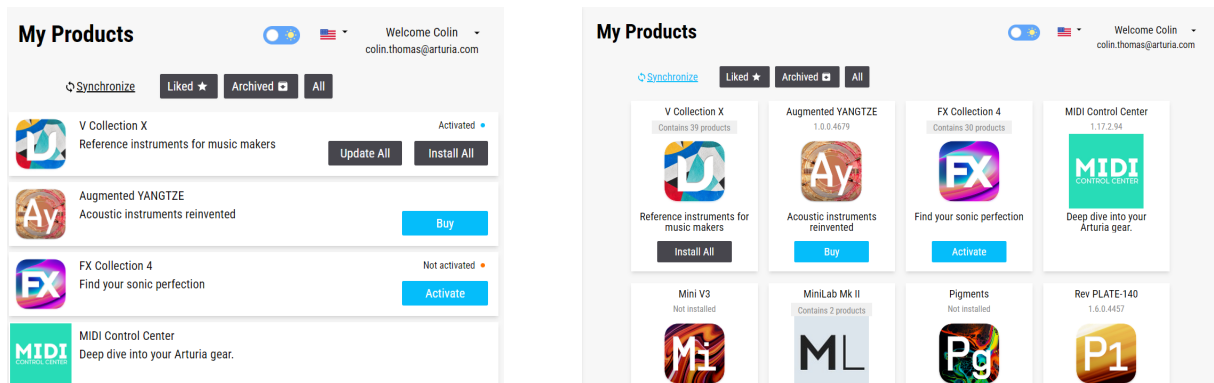 My Products
Welcome Colin
colin.thomas@arturia.com
Synchronize
Liked
Archived
All
V Collection X
Activated
Reference instruments for music makers
Update All
Install All
Ay
Augmented YANGTZE
Acoustic instruments reinvented
Buy
FX
FX Collection 4
Not activated
Find your sonic perfection
Activate
MIDI
CONTROL CENTER
MIDI Control Center
Deep dive into your Arturia gear.
My Products
Welcome Colin
colin.thomas@arturia.com
Synchronize
Liked
Archived
All
V Collection X
Contains 39 products
Reference instruments for
music makers
Install All
Augmented YANGTZE
1.0.0.4679
Ay
Acoustic instruments
reinvented
Buy
FX Collection 4
Contains 30 products
FX
Find your sonic perfection
Activate
MIDI Control Center
1.17.2.94
MIDI
CONTROL CENTER
Deep dive into your
Arturia gear.
Mini V3
Not installed
Mi
MiniLab Mk II
Contains 2 products
ML
Pigments
Not installed
Pg
Rev PLATE-140
1.6.0.4457
P1